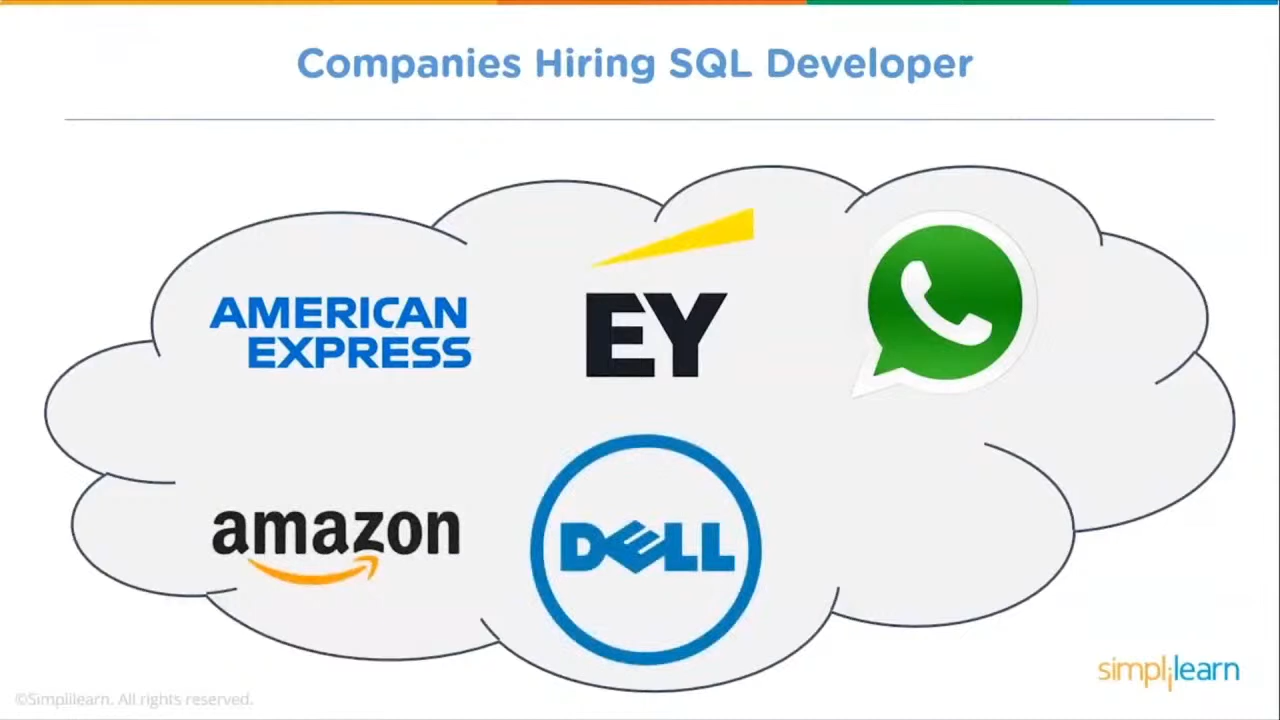 Companies Hiring SQL Developer
AMERICAN
EXPRESS
EY
amazon
DELL
©Simplilearn. All rights reserved.
simplilearn